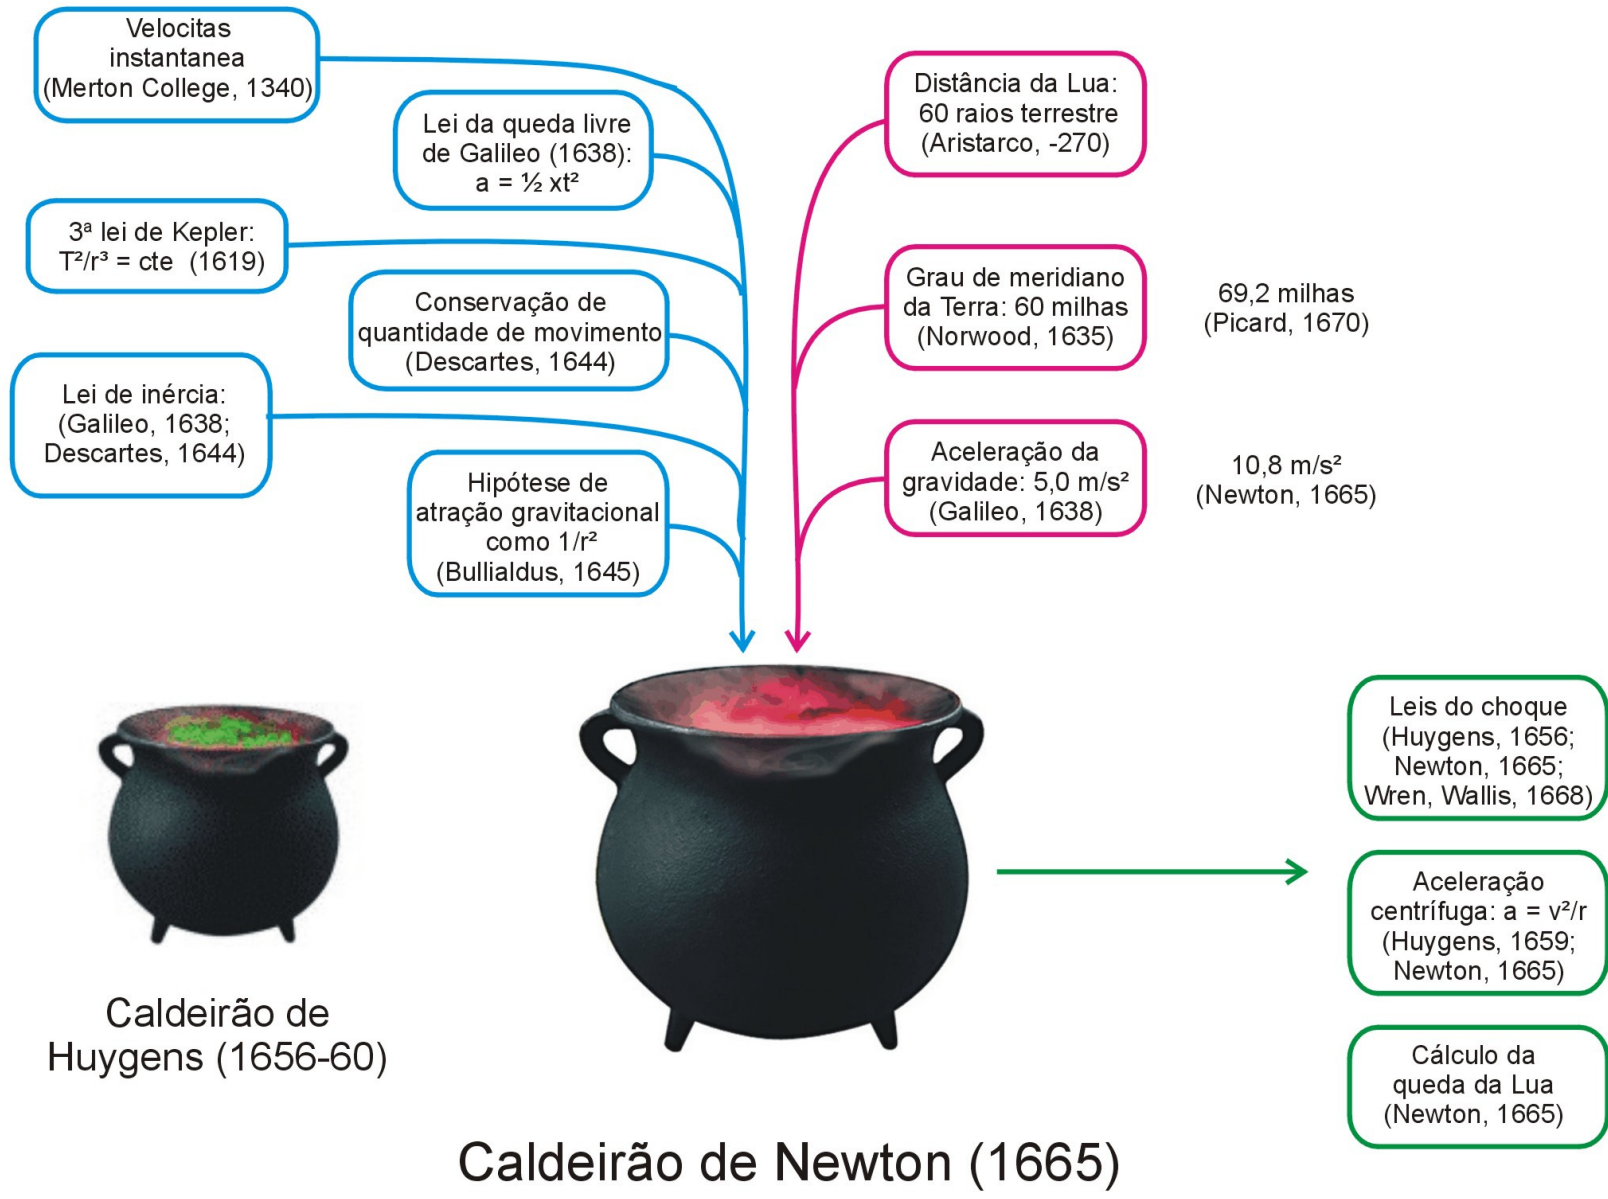 Velocitas
instantanea
(Merton College, 1340)
Lei da queda livre
de Galileo (1638):
a = ½ xt²
3ª lei de Kepler:
T²/r³ = cte (1619)
Conservação de
quantidade de movimento
(Descartes, 1644)
Lei de inércia:
(Galileo, 1638;
Descartes, 1644)
Hipótese de
atração gravitacional
como 1/r²
(Bullialdus, 1645)
Distância da Lua:
60 raios terrestre
(Aristarco, -270)
Grau de meridiano
da Terra: 60 milhas
(Norwood, 1635)
69,2 milhas
(Picard, 1670)
Aceleração da
gravidade: 5,0 m/s²
(Galileo, 1638)
10,8 m/s²
(Newton, 1665)
Caldeirão de
Huygens (1656-60)
Caldeirão de Newton (1665)
Leis do choque
(Huygens, 1656;
Newton, 1665;
Wren, Wallis, 1668)
Aceleração
centrífuga: a = v²/r
(Huygens, 1659;
Newton, 1665)
Cálculo da
queda da Lua
(Newton, 1665)